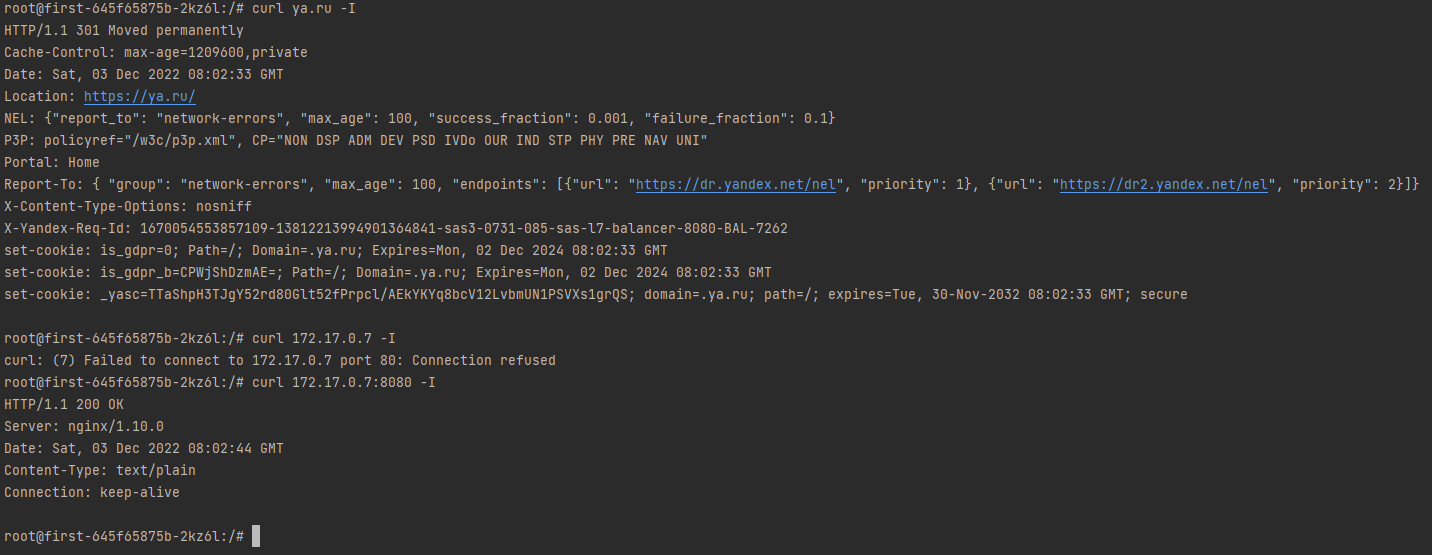 root@first-645f65875b-2kz6l:/# curl ya.ru -I
HTTP/1.1 301 Moved permanently
Cache-Control: max-age=1209600,private
Date: Sat, 03 Dec 2022 08:02:33 GMT
Location: https://ya.ru/
NEL: {"report_to": "network-errors", "max_age": 100, "success_fraction": 0.001, "failure_fraction": 0.1}
P3P: policyref="/w3c/p3p.xml", CP="NON DSP ADM DEV PSD IVDo OUR IND STP PHY PRE NAV UNI"
Portal: Home
Report-To: { "group": "network-errors", "max_age": 100, "endpoints": [{"url": "https://dr.yandex.net/nel", "priority": 1}, {"url": "https://dr2.yandex.net/nel", "priority": 2}]}
X-Content-Type-Options: nosniff
X-Yandex-Req-Id: 1670054553857109-13812213994901364841-sas3-0731-085-sas-l7-balancer-8080-BAL-7262
set-cookie: is_gdpr=0; Path=/; Domain=.ya.ru; Expires=Mon, 02 Dec 2024 08:02:33 GMT
set-cookie: is_gdpr_b=CPWjShDzmAE=; Path=/; Domain=.ya.ru; Expires=Mon, 02 Dec 2024 08:02:33 GMT
set-cookie: _yasc=TTaShpH3TJgY52rd80Glt52fPrpcl/AEkYKYq8bcV12LvbmUN1PSVXs1grQS; domain=.ya.ru; path=/; expires=Tue, 30-Nov-2032 08:02:33 GMT; secure
root@first-645f65875b-2kz6l:/# curl 172.17.0.7 -I
curl: (7) Failed to connect to 172.17.0.7 port 80: Connection refused
root@first-645f65875b-2kz6l:/# curl 172.17.0.7:8080 -I
HTTP/1.1 200 OK
Server: nginx/1.10.0
Date: Sat, 03 Dec 2022 08:02:44 GMT
Content-Type: text/plain
Connection: keep-alive
root@first-645f65875b-2kz6l:/#